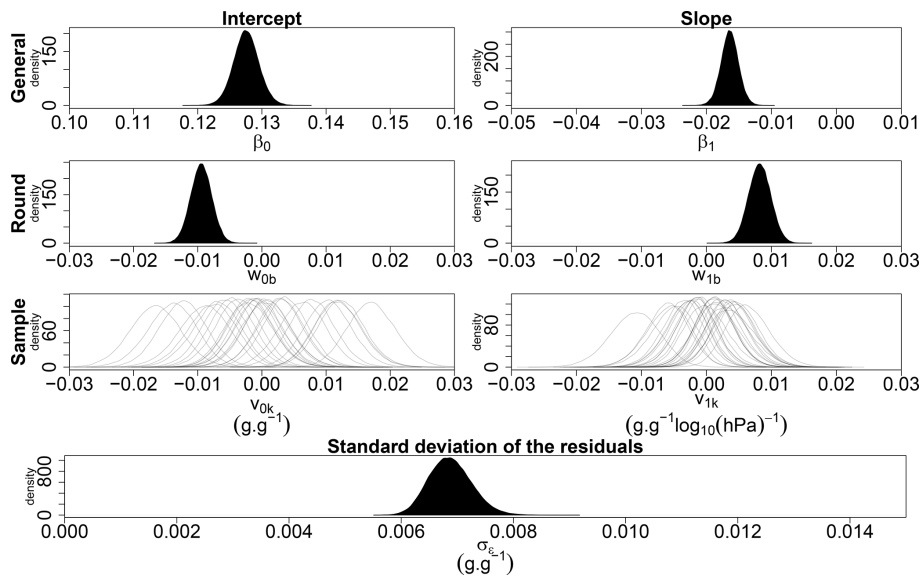 Intercept
Slope
General
density
0 150
0.10 0.11 0.12 0.13 0.14 0.15 0.16
β0
density
0 200
−0.05 −0.04 −0.03 −0.02 −0.01 0.00 0.01
β1
Round
density
0 150
−0.03 −0.02 −0.01 0.00 0.01 0.02 0.03
w0b
density
0 150
−0.03 −0.02 −0.01 0.00 0.01 0.02 0.03
w1b
Sample
density
0 60
−0.03 −0.02 −0.01 0.00 0.01 0.02 0.03
v0k
(g.g−1)
density
0 80
−0.03 −0.02 −0.01 0.00 0.01 0.02 0.03
v1k
(g.g−1log10(hPa)−1)
Standard deviation of the residuals
density
0 800
0.000 0.002 0.004 0.006 0.008 0.010 0.012 0.014
σε
(g.g−1)